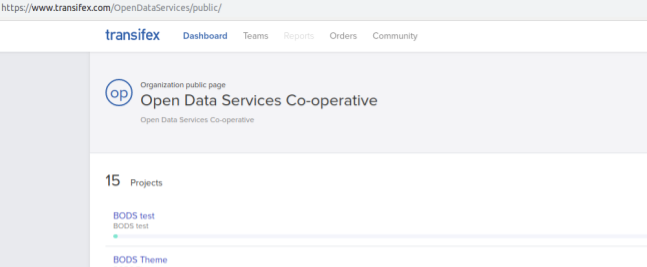 https://www.transifex.com/OpenDataServices/public/
transifex Dashboard Teams Reports Orders Community
op
Organization public page
Open Data Services Co-operative
Open Data Services Co-operative
15 Projects
BODS test
BODS test
BODS Theme